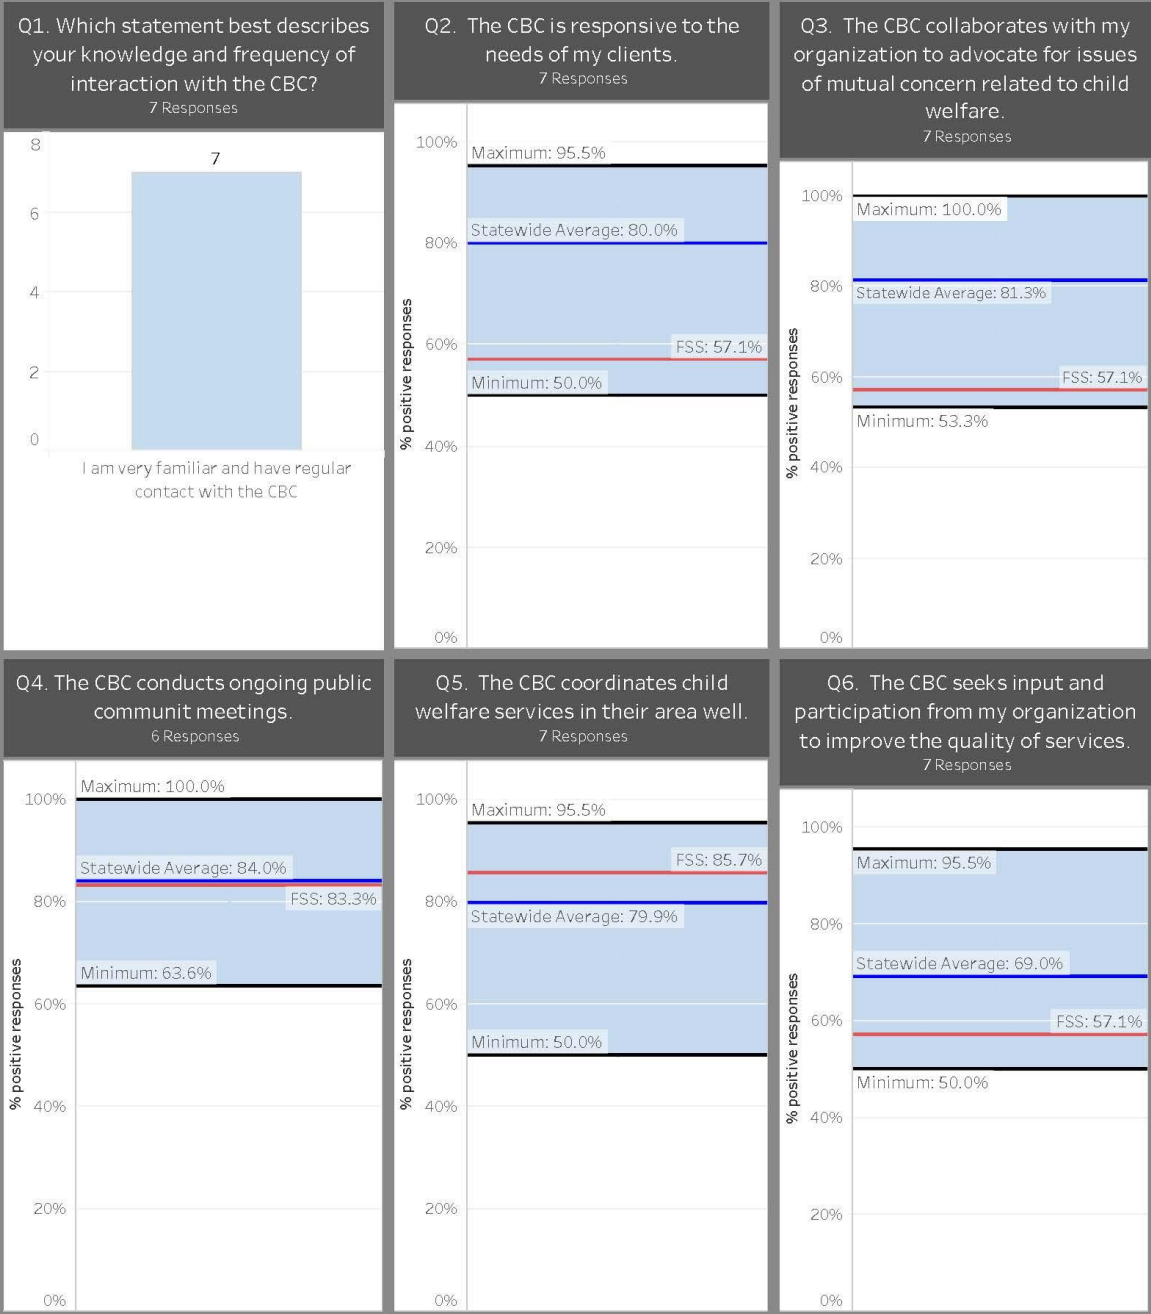 Q1. Which statement best describes
your knowledge and frequency of
interaction with the CBC?
7 Responses
8
7
6
4
2
0
I am very familiar and have regular
contact with the CBC
Q2. The CBC is responsive to the
needs of my clients.
7 Responses
% positive responses
100%
Maximum: 95.5%
Statewide Average: 80.0%
80%
60%
FSS: 57.1%
Minimum: 50.0%
40%
20%
0%
Q3. The CBC collaborates with my
organization to advocate for issues
of mutual concern related to child
welfare.
7 Responses
% positive responses
100%
Maximum: 100.0%
80%
Statewide Average: 81.3%
60%
FSS: 57.1%
Minimum: 53.3%
40%
20%
0%
Q4. The CBC conducts ongoing public
communit meetings.
6 Responses
% positive responses
Maximum: 100.0%
100%
Statewide Average: 84.0%
FSS: 83.3%
80%
Minimum: 63.6%
60%
40%
20%
0%
Q5. The CBC coordinates child
welfare services in their area well.
7 Responses
% positive responses
100%
Maximum: 95.5%
FSS: 85.7%
80%
Statewide Average: 79.9%
60%
Minimum: 50.0%
40%
20%
0%
Q6. The CBC seeks input and
participation from my organization
to improve the quality of services.
7 Responses
% positive responses
100%
Maximum: 95.5%
80%
Statewide Average: 69.0%
60%
FSS: 57.1%
Minimum: 50.0%
40%
20%
0%